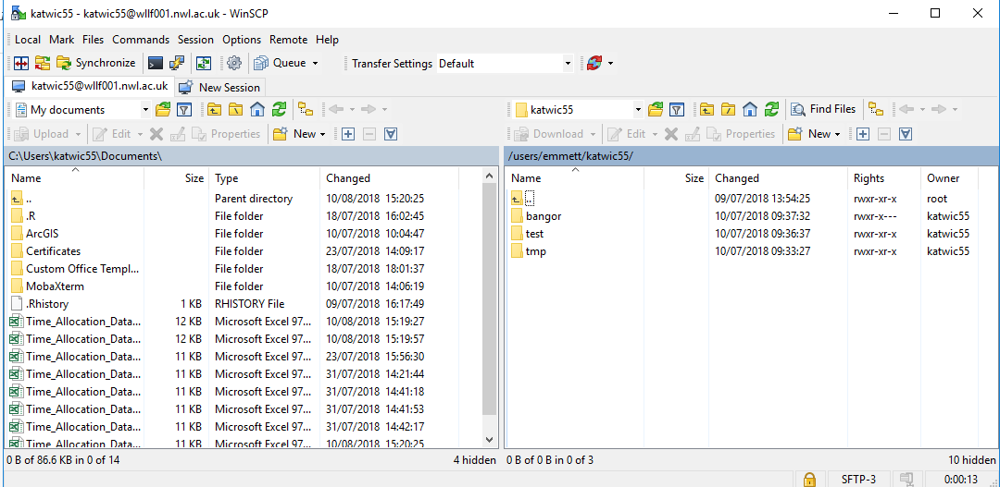 katwic55 - katwic55@wllf001.nwl.ac.uk - WinSCP
Local Mark Files Commands Session Options Remote Help
Synchronize Queue Transfer Settings Default
katwic55@wllf001.nwl.ac.uk New Session
My documents katwic55 Find Files
Upload Edit Properties New Download Edit Properties New
C:\Users\katwic55\Documents\ /users/emmett/katwic55/
Name Size Type Changed Name Size Changed Rights Owner
.. Parent directory 10/08/2018 15:20:25 .. 09/07/2018 13:54:25 rwxr-xr-x root
.R File folder 18/07/2018 16:02:45 bangor 10/07/2018 09:37:32 rwxr-x--- katwic55
ArcGIS File folder 10/07/2018 10:04:47 test 10/07/2018 09:36:37 rwxr-xr-x katwic55
Certificates File folder 23/07/2018 14:09:17 tmp 10/07/2018 09:33:27 rwxr-xr-x katwic55
Custom Office Templ... File folder 18/07/2018 18:01:37
MobaXterm File folder 10/07/2018 14:06:19
.Rhistory 1 KB RHISTORY File 09/07/2018 16:17:49
Time_Allocation_Data... 12 KB Microsoft Excel 97... 10/08/2018 15:19:27
Time_Allocation_Data... 12 KB Microsoft Excel 97... 10/08/2018 15:19:57
Time_Allocation_Data... 11 KB Microsoft Excel 97... 23/07/2018 15:56:30
Time_Allocation_Data... 11 KB Microsoft Excel 97... 31/07/2018 14:21:44
Time_Allocation_Data... 11 KB Microsoft Excel 97... 31/07/2018 14:41:18
Time_Allocation_Data... 11 KB Microsoft Excel 97... 31/07/2018 14:41:53
Time_Allocation_Data... 11 KB Microsoft Excel 97... 31/07/2018 14:42:17
Time_Allocation_Data... 11 KB Microsoft Excel 97... 10/08/2018 15:20:25
0 B of 86.6 KB in 0 of 14 4 hidden 0 B of 0 B in 0 of 3 10 hidden
SFTP-3 0:00:13